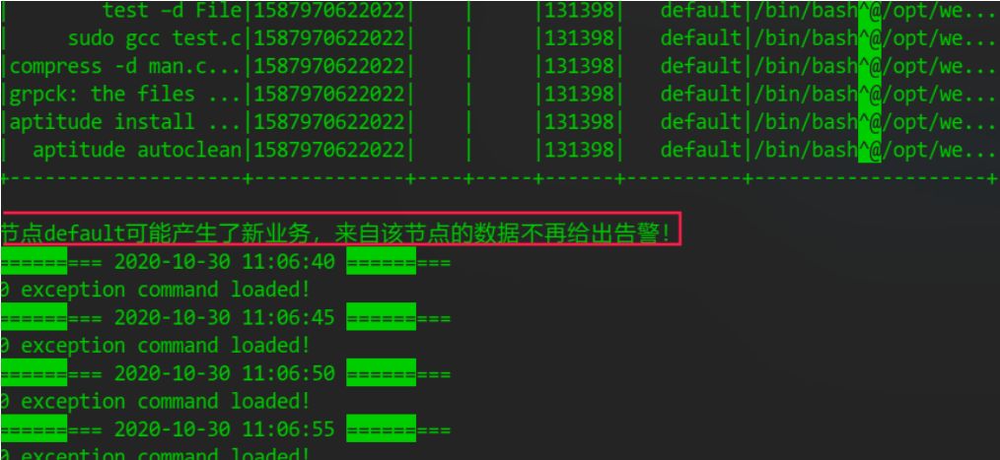 | test –d File|1587970622022| | |131398| default|/bin/bash^@/opt/we...
| sudo gcc test.c|1587970622022| | |131398| default|/bin/bash^@/opt/we...
|compress -d man.c...|1587970622022| | |131398| default|/bin/bash^@/opt/we...
|grpck: the files ...|1587970622022| | |131398| default|/bin/bash^@/opt/we...
|aptitude install ...|1587970622022| | |131398| default|/bin/bash^@/opt/we...
| aptitude autoclean|1587970622022| | |131398| default|/bin/bash^@/opt/we...
+--------------------+-------------+----+-----+------+----------+--------------------+
节点default可能产生了新业务，来自该节点的数据不再给出告警！
========= 2020-10-30 11:06:40 =========
0 exception command loaded!
========= 2020-10-30 11:06:45 =========
0 exception command loaded!
========= 2020-10-30 11:06:50 =========
0 exception command loaded!
========= 2020-10-30 11:06:55 =========
0 exception command loaded!